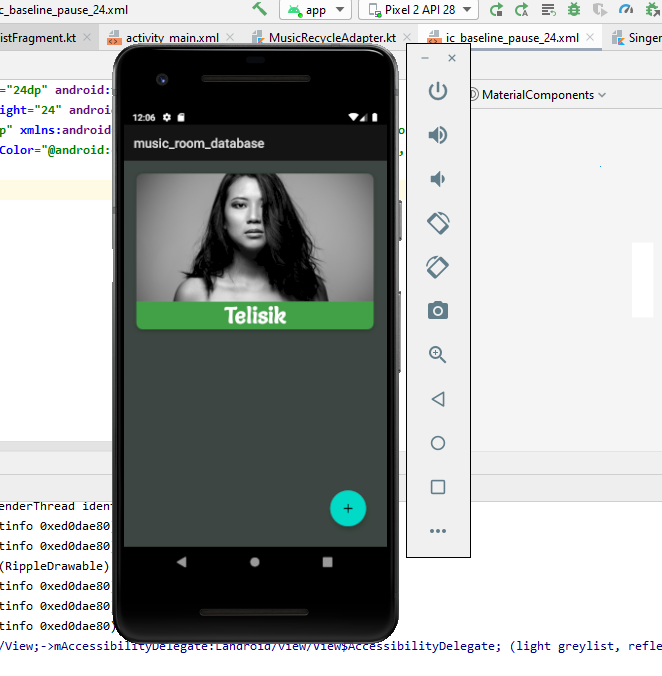 ic_baseline_pause_24.xml
app
Pixel 2 API 28
istFragment.kt
activity_main.xml
MusicRecycleAdapter.kt
ic_baseline_pause_24.xml
Singer
="24dp" android:
ight="24" android
p" xmlns:android
Color="@android:
MaterialComponents
12:06
music_room_database
Telisik
enderThread ident
tinfo 0xed0dae80
tinfo 0xed0dae80
(RippleDrawable)
tinfo 0xed0dae80
tinfo 0xed0dae80
tinfo 0xed0dae80)
/View;->mAccessibilityDelegate:Landroid/view/View$AccessibilityDelegate; (light greylist, refle